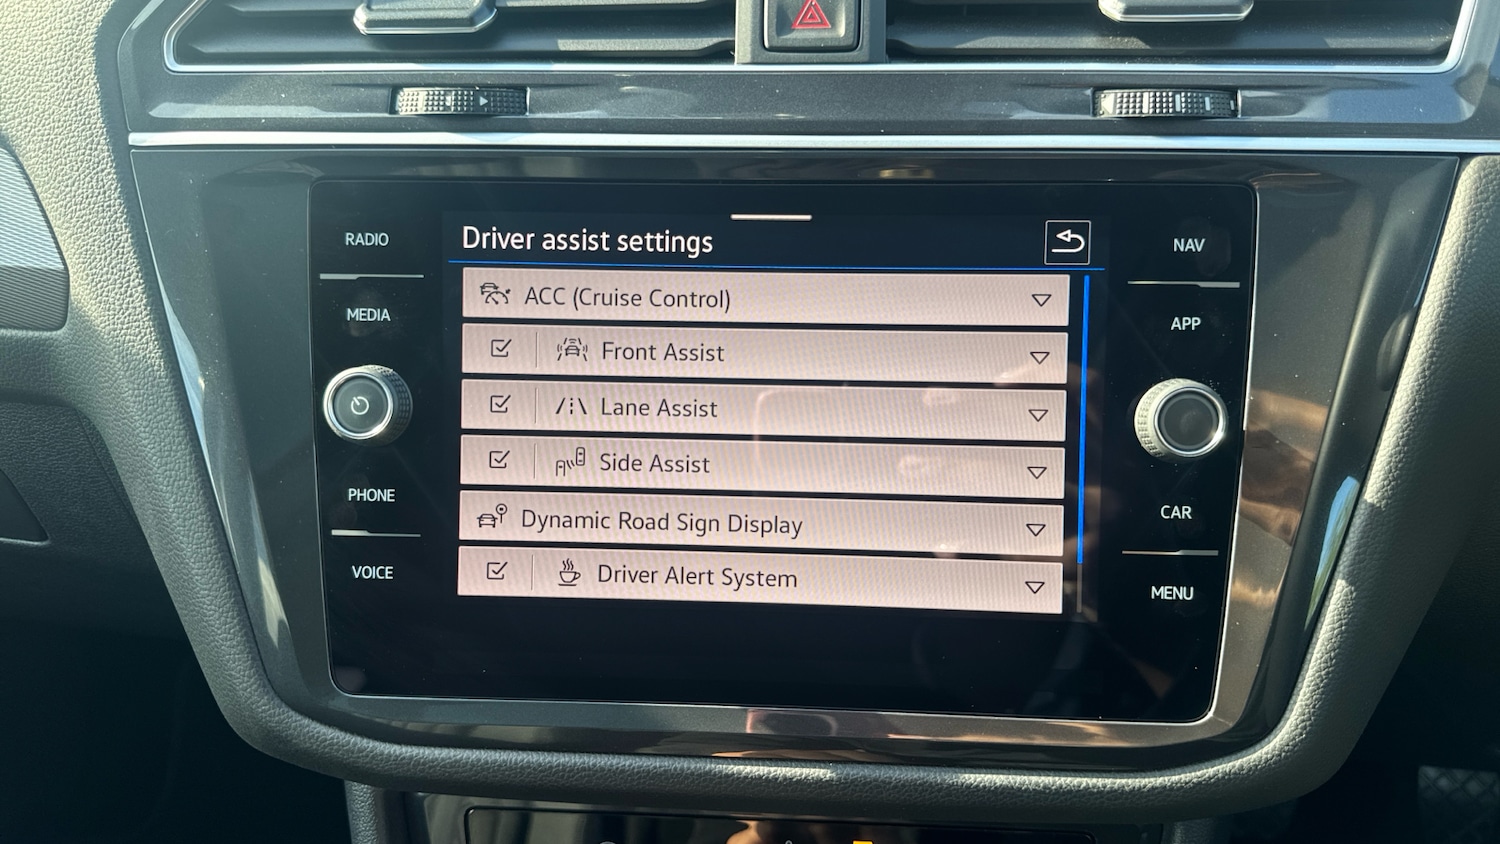 RADIO
MEDIA
PHONE
VOICE
Driver assist settings
ACC (Cruise Control)
Front Assist
Lane Assist
Side Assist
Dynamic Road Sign Display
Driver Alert System
NAV
APP
CAR
MENU